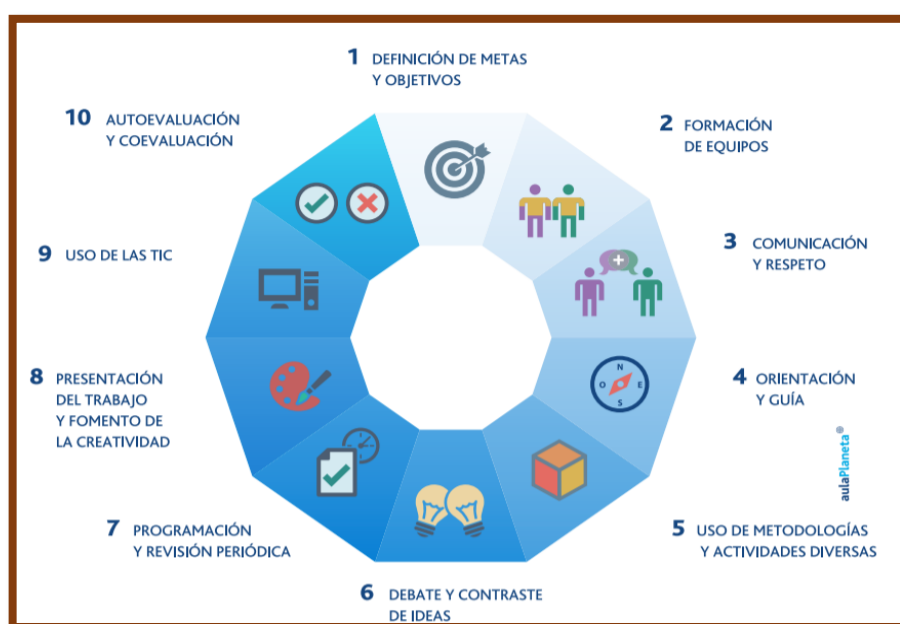 1 DEFINICIÓN DE METAS
Y OBJETIVOS
2 FORMACIÓN
DE EQUIPOS
3 COMUNICACIÓN
Y RESPETO
N
O E
S
4 ORIENTACIÓN
Y GUÍA
aulaPlaneta
5 USO DE METODOLOGÍAS
Y ACTIVIDADES DIVERSAS
6 DEBATE Y CONTRASTE
DE IDEAS
7 PROGRAMACIÓN
Y REVISIÓN PERIÓDICA
8 PRESENTACIÓN
DEL TRABAJO
Y FOMENTO DE
LA CREATIVIDAD
9 USO DE LAS TIC
10 AUTOEVALUACIÓN
Y COEVALUACIÓN